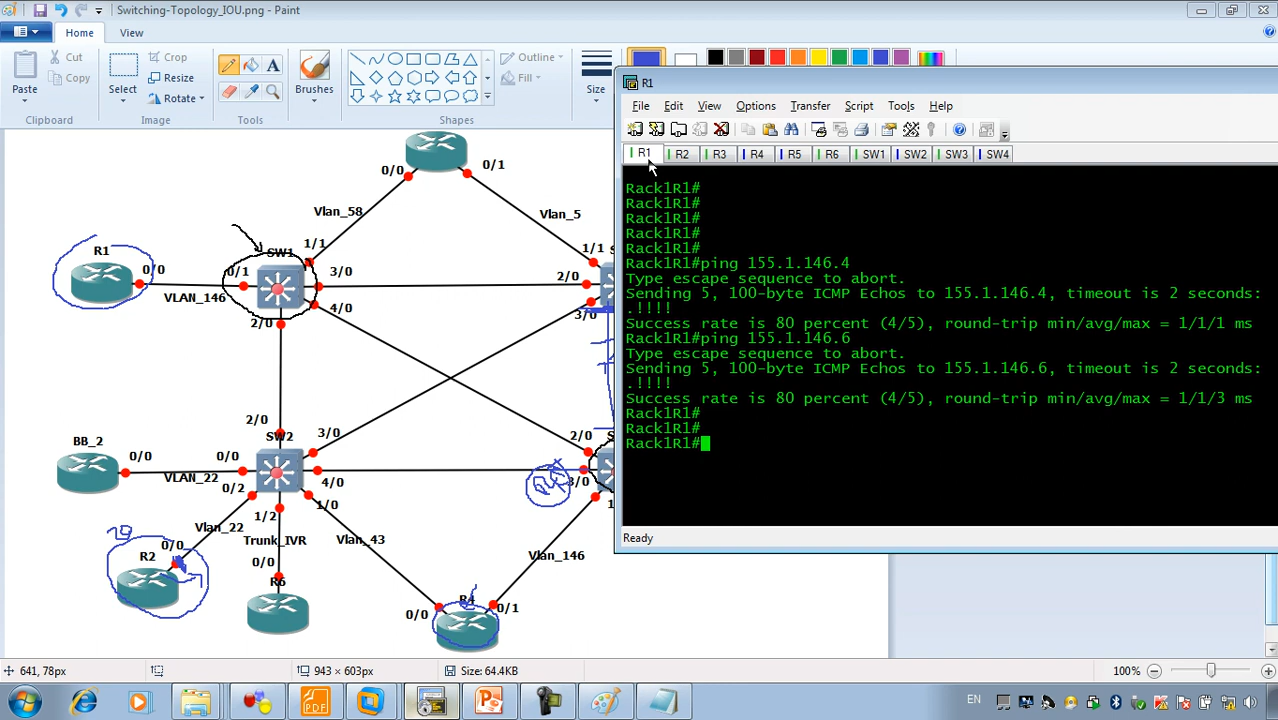 Switching-Topology_IOU.png - Paint
Home
View
Paste
Cut
Copy
Clipboard
Select
Crop
Resize
Rotate
Image
Tools
Brushes
Outline
Fill
Shapes
Size
R1
File
Edit
View
Options
Transfer
Script
Tools
Help
R1
R2
R3
R4
R5
R6
SW1
SW2
SW3
SW4
Rack1R1#
Rack1R1#
Rack1R1#
Rack1R1#
Rack1R1#
Rack1R1#ping 155.1.146.4
Type escape sequence to abort.
Sending 5, 100-byte ICMP Echos to 155.1.146.4, timeout is 2 seconds:
.!!!!
Success rate is 80 percent (4/5), round-trip min/avg/max = 1/1/1 ms
Rack1R1#ping 155.1.146.6
Type escape sequence to abort.
Sending 5, 100-byte ICMP Echos to 155.1.146.6, timeout is 2 seconds:
.!!!!
Success rate is 80 percent (4/5), round-trip min/avg/max = 1/1/3 ms
Rack1R1#
Rack1R1#
Rack1R1#
Ready
0/0
0/1
Vlan_58
Vlan_5
R1
0/0
VLAN_146
SW1
0/1
1/1
3/0
4/0
2/0
1/1
2/0
3/0
2/0
SW2
3/0
4/0
1/0
BB_2
0/0
0/0
VLAN_22
0/2
1/2
Vlan_22
Trunk_IVR
Vlan_43
R2
0/0
0/0
R6
2/0
3/0
Vlan_146
R4
0/0
0/1
641, 78px
943 × 603px
Size: 64.4KB
100%
EN